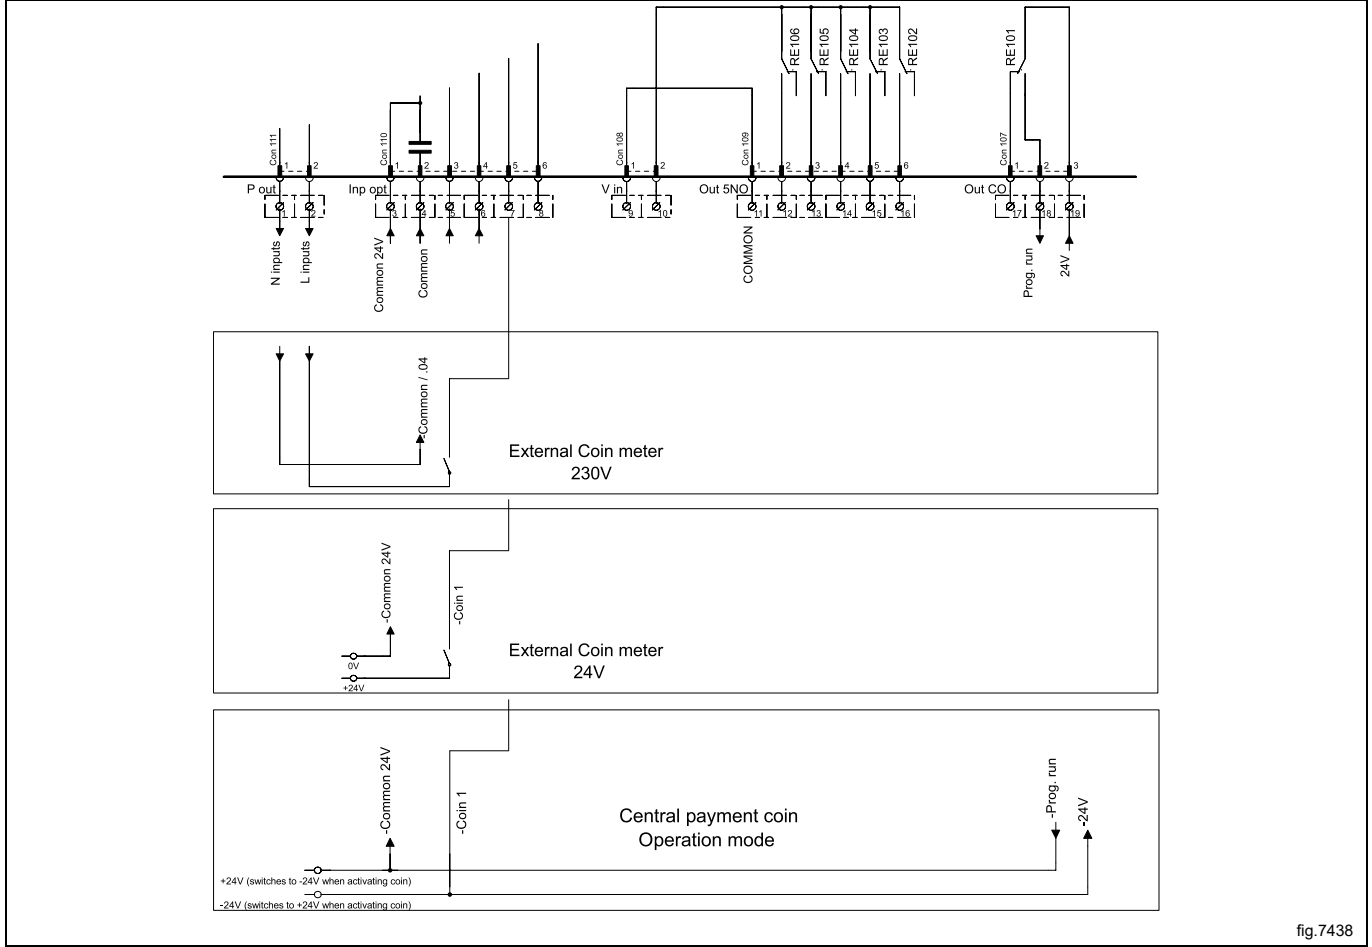 RE106
RE105
RE104
RE103
RE102
RE101
Con 111
Con 110
Con 108
Con 109
Con 107
1 2
1 2 3 4 5 6
1 2
1 2 3 4 5 6
1 2 3
P out
Inp opt
V in
Out 5NO
Out CO
1 2
3 4 5 6 7 8
9 10
11 12 13 14 15 16
17 18 19
N inputs
L inputs
Common 24V
Common
COMMON
Prog. run
24V
-Common / .04
External Coin meter
230V
-Common 24V
-Coin 1
0V
+24V
External Coin meter
24V
-Common 24V
-Coin 1
Central payment coin
Operation mode
-Prog. run
-24V
+24V (switches to -24V when activating coin)
-24V (switches to +24V when activating coin)
fig.7438